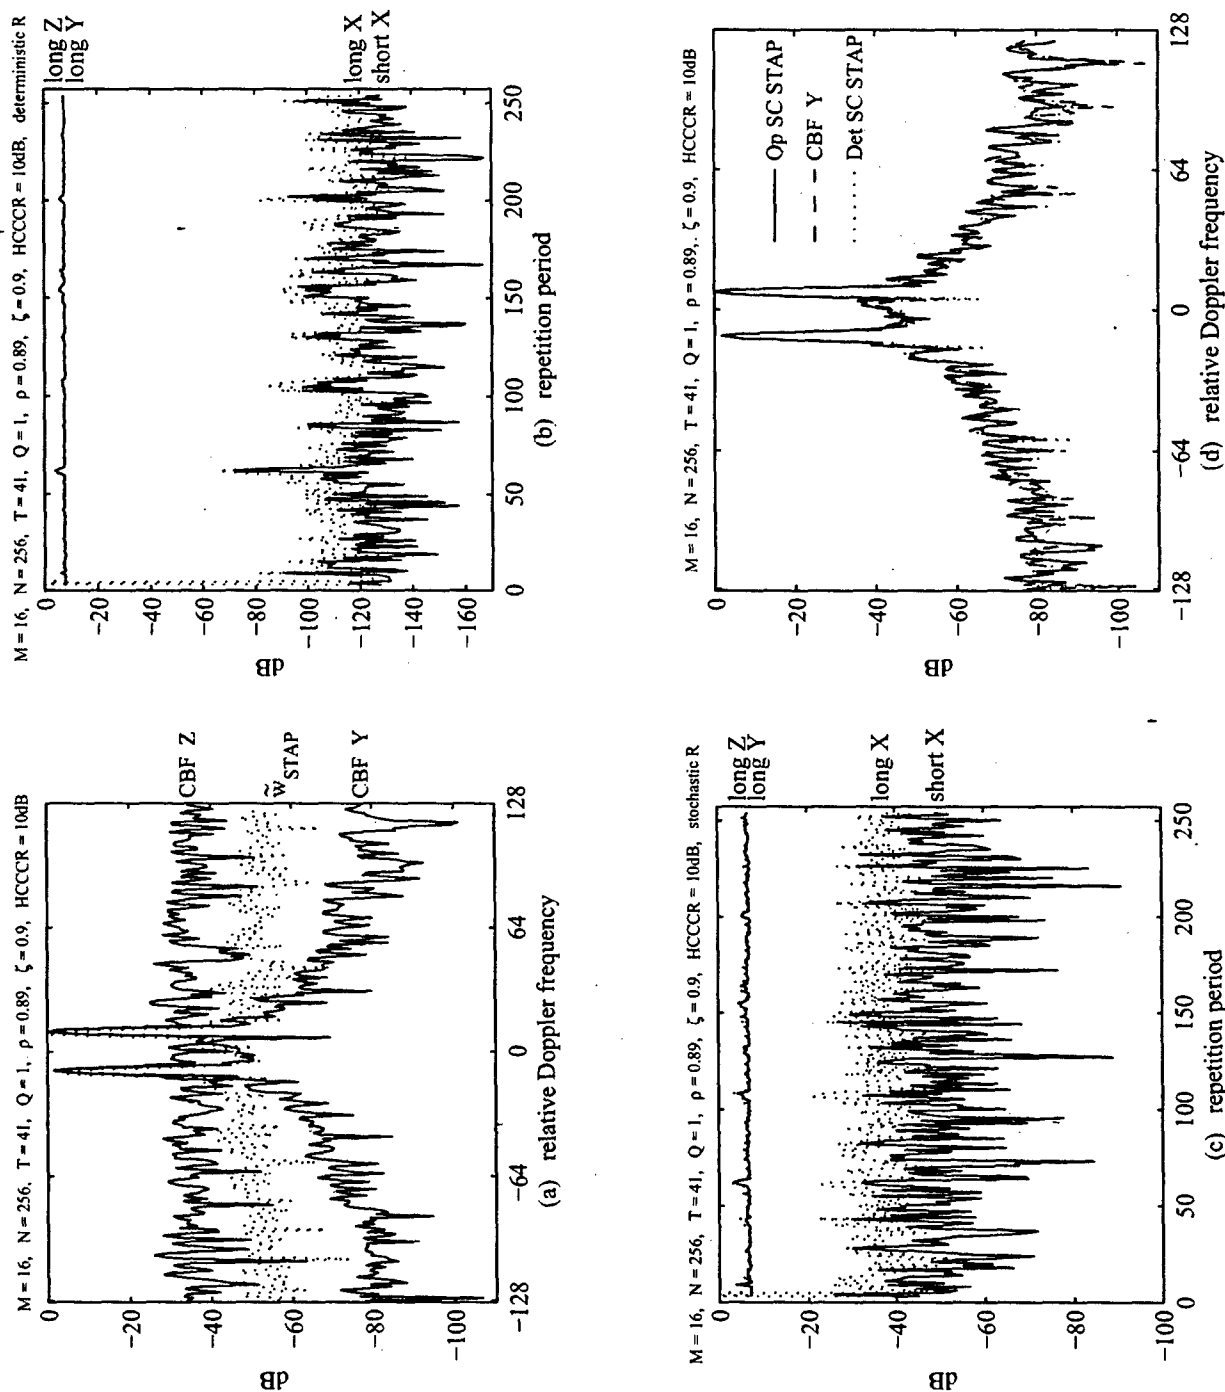 M = 16, N = 256, T = 41, Q = 1, ρ = 0.89, ζ = 0.9, HCCCR = 10dB
dB
0
−20
−40
−60
−80
−100
CBF Z
w̃STAP
CBF Y
−128
−64
0
64
128
(a) relative Doppler frequency
M = 16, N = 256, T = 41, Q = 1, ρ = 0.89, ζ = 0.9, HCCCR = 10dB, deterministic R
dB
0
−20
−40
−60
−80
−100
−120
−140
−160
long Z
long Y
long X
short X
0
50
100
150
200
250
(b) repetition period
M = 16, N = 256, T = 41, Q = 1, ρ = 0.89, ζ = 0.9, HCCCR = 10dB, stochastic R
dB
0
−20
−40
−60
−80
−100
long Z
long Y
long X
short X
0
50
100
150
200
250
(c) repetition period
M = 16, N = 256, T = 41, Q = 1, ρ = 0.89, ζ = 0.9, HCCCR = 10dB
dB
0
−20
−40
−60
−80
−100
Op SC STAP
CBF Y
Det SC STAP
−128
−64
0
64
128
(d) relative Doppler frequency